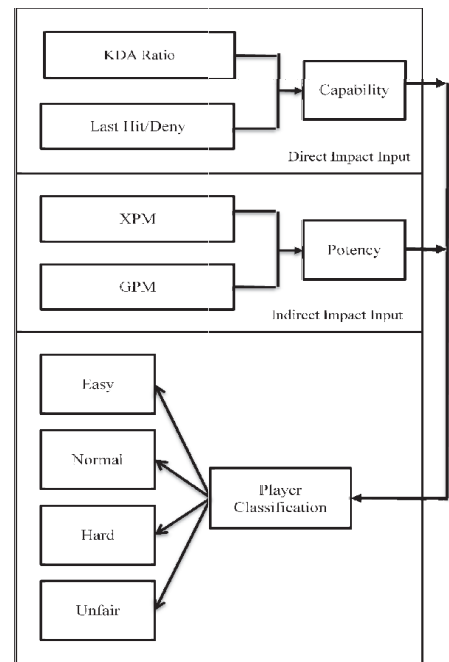 KDA Ratio
Capability
Last Hit/Deny
Direct Impact Input
XPM
Potency
GPM
Indirect Impact Input
Easy
Normal
Player
Classification
Hard
Unfair